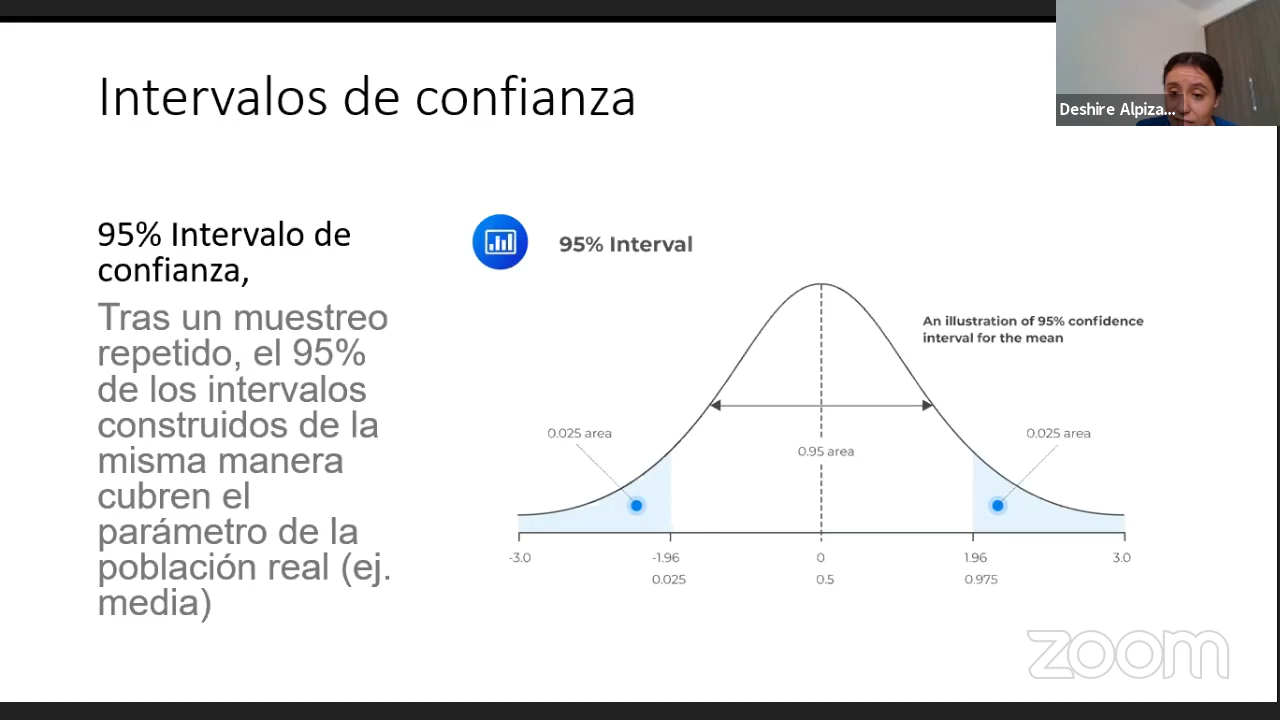 Intervalos de confianza
Deshire Alpiza...
95% Intervalo de
confianza,
Tras un muestreo
repetido, el 95%
de los intervalos
construidos de la
misma manera
cubren el
parámetro de la
población real (ej.
media)
95% Interval
An illustration of 95% confidence
interval for the mean
0.025 area
0.95 area
0.025 area
-3.0
-1.96
0
1.96
3.0
0.025
0.5
0.975
zoom